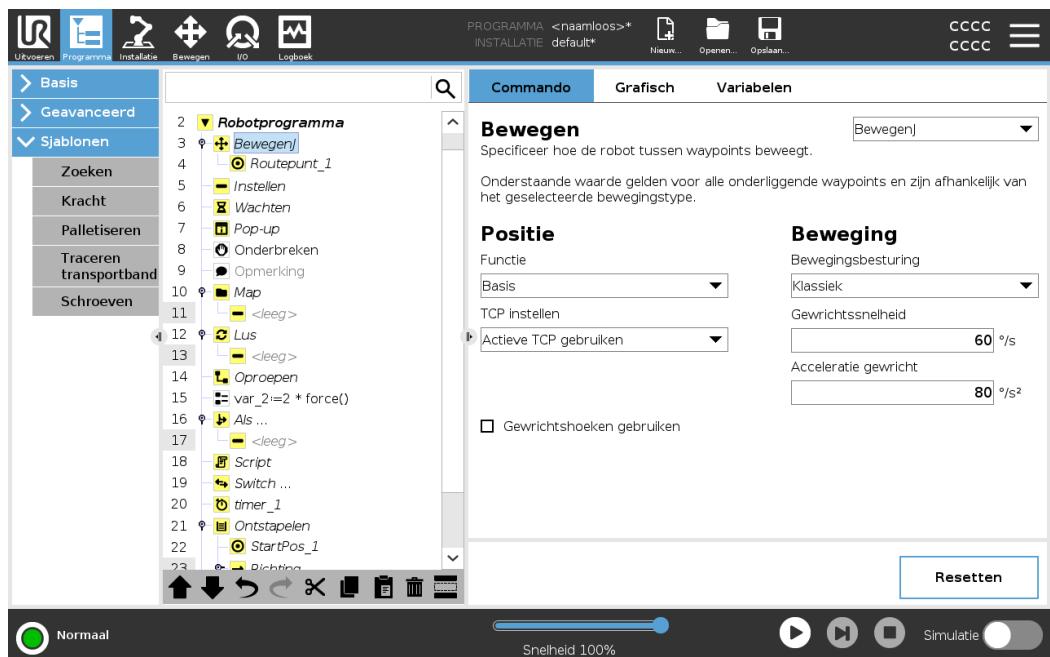 UR
PROGRAMMA <naamloos>*
INSTALLATIE default*
CCCC
CCCC
Uitvoeren Programma Installatie Bewegen I/O Logboek Nieuw... Openen... Opslaan...
Basis
Geavanceerd
Sjablonen
Zoeken
Kracht
Palletiseren
Traceren
transportband
Schroeven
2 Robotprogramma
3 BewegenJ
4 Routepunt_1
5 Instellen
6 Wachten
7 Pop-up
8 Onderbreken
9 Opmerking
10 Map
11 <leeg>
12 Lus
13 <leeg>
14 Oproepen
15 var_2:=2 * force()
16 Als ...
17 <leeg>
18 Script
19 Switch ...
20 timer_1
21 Ontstapelen
22 StartPos_1
23 Richting
Commando Grafisch Variabelen
Bewegen
BewegenJ
Specificeer hoe de robot tussen waypoints beweegt.
Onderstaande waarde gelden voor alle onderliggende waypoints en zijn afhankelijk van
het geselecteerde bewegingstype.
Positie
Functie
Basis
TCP instellen
Actieve TCP gebruiken
Gewrichtshoeken gebruiken
Beweging
Bewegingsbesturing
Klassiek
Gewrichtssnelheid
60 °/s
Acceleratie gewricht
80 °/s²
Resetten
Normaal
Snelheid 100%
Simulatie